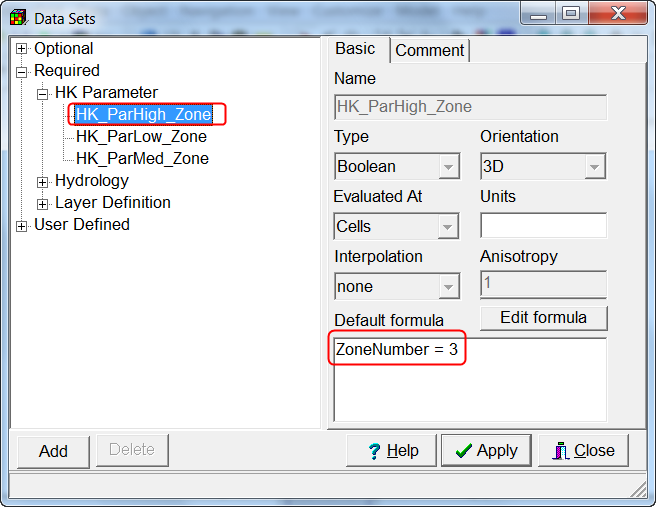 Data Sets
Optional
Required
HK Parameter
HK_ParHigh_Zone
HK_ParLow_Zone
HK_ParMed_Zone
Hydrology
Layer Definition
User Defined
Basic
Comment
Name
HK_ParHigh_Zone
Type
Orientation
Boolean
3D
Evaluated At
Units
Cells
Interpolation
Anisotropy
none
1
Default formula
Edit formula
ZoneNumber = 3
Add
Delete
? Help
Apply
Close